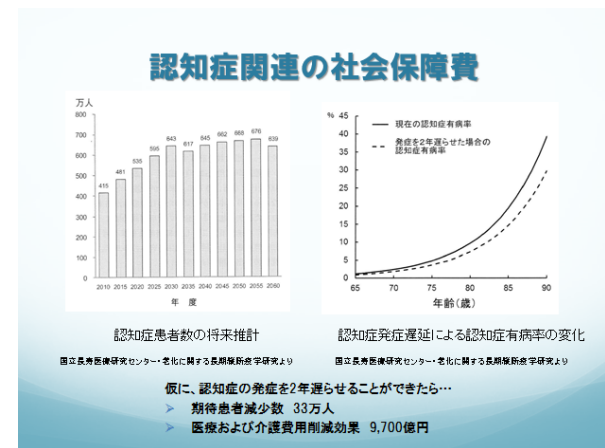 認知症関連の社会保障費
万人
800
700
600
500
400
300
200
100
0
415
481
535
595
643
617
645
662
668
676
639
2010 2015 2020 2025 2030 2035 2040 2045 2050 2055 2060
年 度
認知症患者数の将来推計
国立長寿医療研究センター・老化に関する長期縦断疫学研究より
% 45
40
35
30
25
20
15
10
5
0
現在の認知症有病率
発症を2年遅らせた場合の
認知症有病率
65 70 75 80 85 90
年齢(歳)
認知症発症遅延による認知症有病率の変化
国立長寿医療研究センター・老化に関する長期縦断疫学研究より
仮に、認知症の発症を2年遅らせることができたら…
➢ 期待患者減少数 33万人
➢ 医療および介護費用削減効果 9,700億円